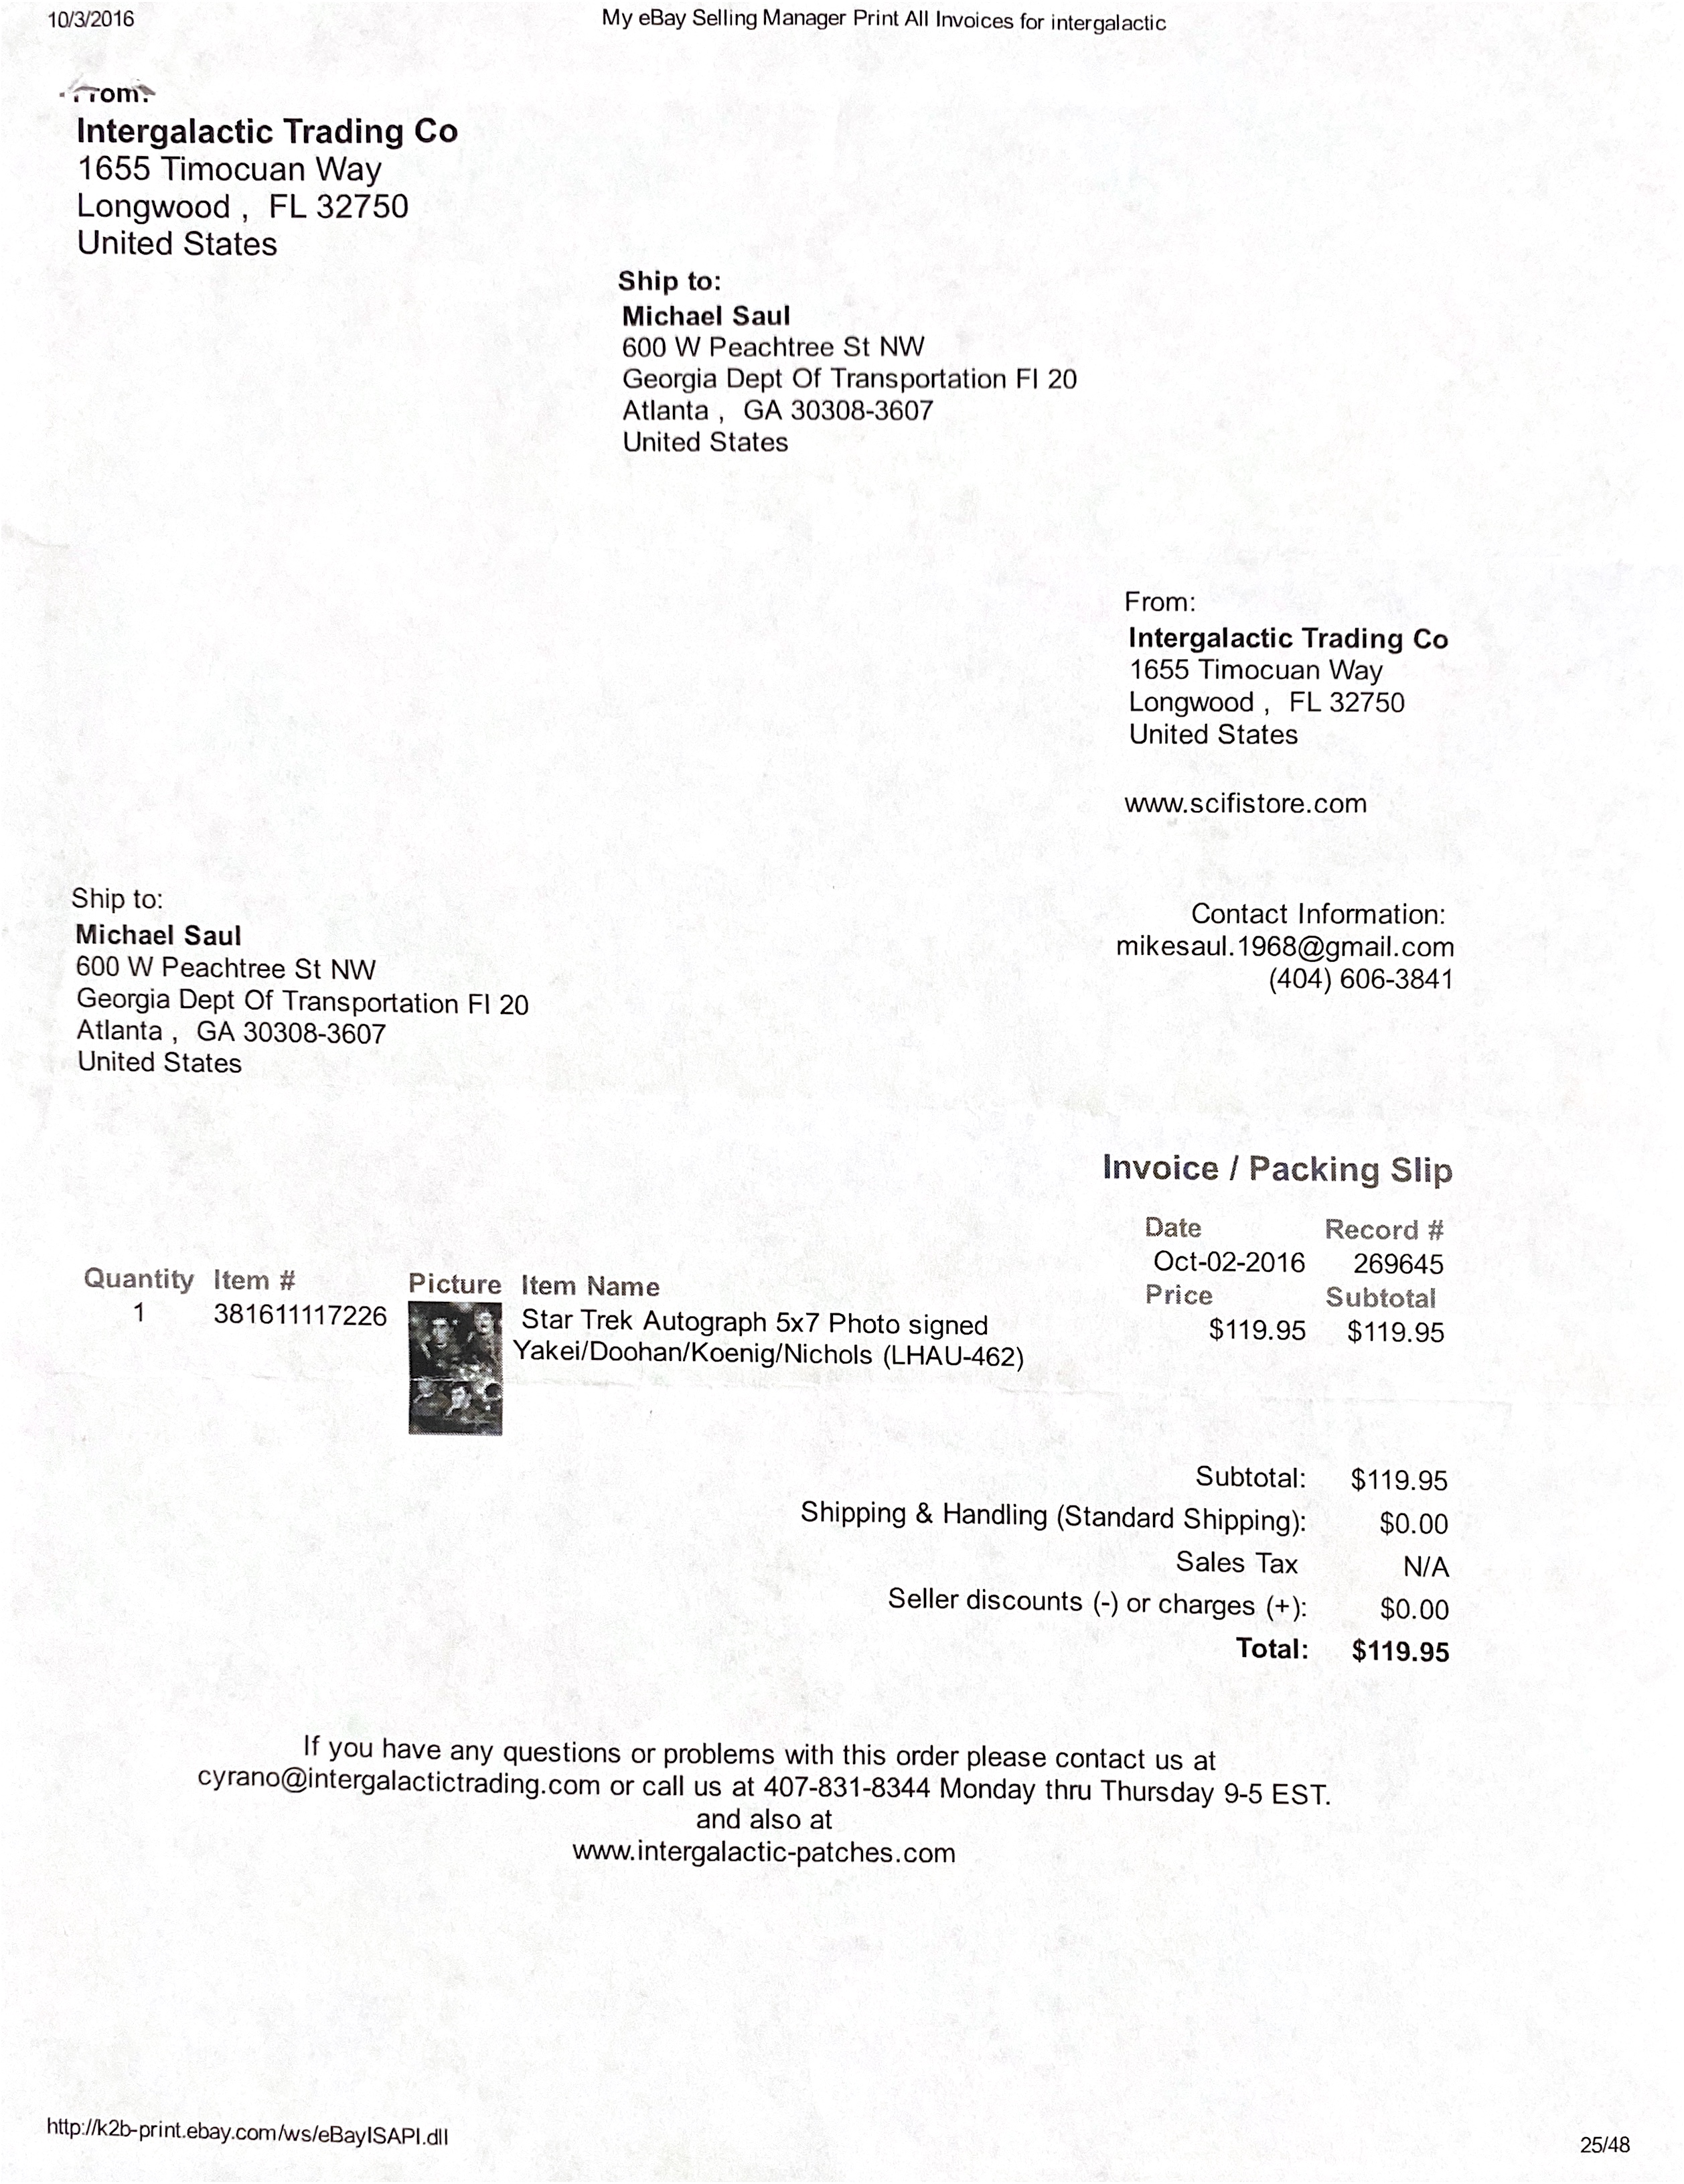 10/3/2016
My eBay Selling Manager Print All Invoices for intergalactic
From:
Intergalactic Trading Co
1655 Timocuan Way
Longwood , FL 32750
United States
Ship to:
Michael Saul
600 W Peachtree St NW
Georgia Dept Of Transportation Fl 20
Atlanta , GA 30308-3607
United States
From:
Intergalactic Trading Co
1655 Timocuan Way
Longwood , FL 32750
United States
www.scifistore.com
Ship to:
Michael Saul
600 W Peachtree St NW
Georgia Dept Of Transportation Fl 20
Atlanta , GA 30308-3607
United States
Contact Information:
mikesaul.1968@gmail.com
(404) 606-3841
Invoice / Packing Slip
Date Record #
Oct-02-2016 269645
Quantity Item # Picture Item Name Price Subtotal
1 381611117226 Star Trek Autograph 5x7 Photo signed $119.95 $119.95
Yakei/Doohan/Koenig/Nichols (LHAU-462)
Subtotal: $119.95
Shipping & Handling (Standard Shipping): $0.00
Sales Tax N/A
Seller discounts (-) or charges (+): $0.00
Total: $119.95
If you have any questions or problems with this order please contact us at
cyrano@intergalactictrading.com or call us at 407-831-8344 Monday thru Thursday 9-5 EST.
and also at
www.intergalactic-patches.com
http://k2b-print.ebay.com/ws/eBayISAPI.dll
25/48